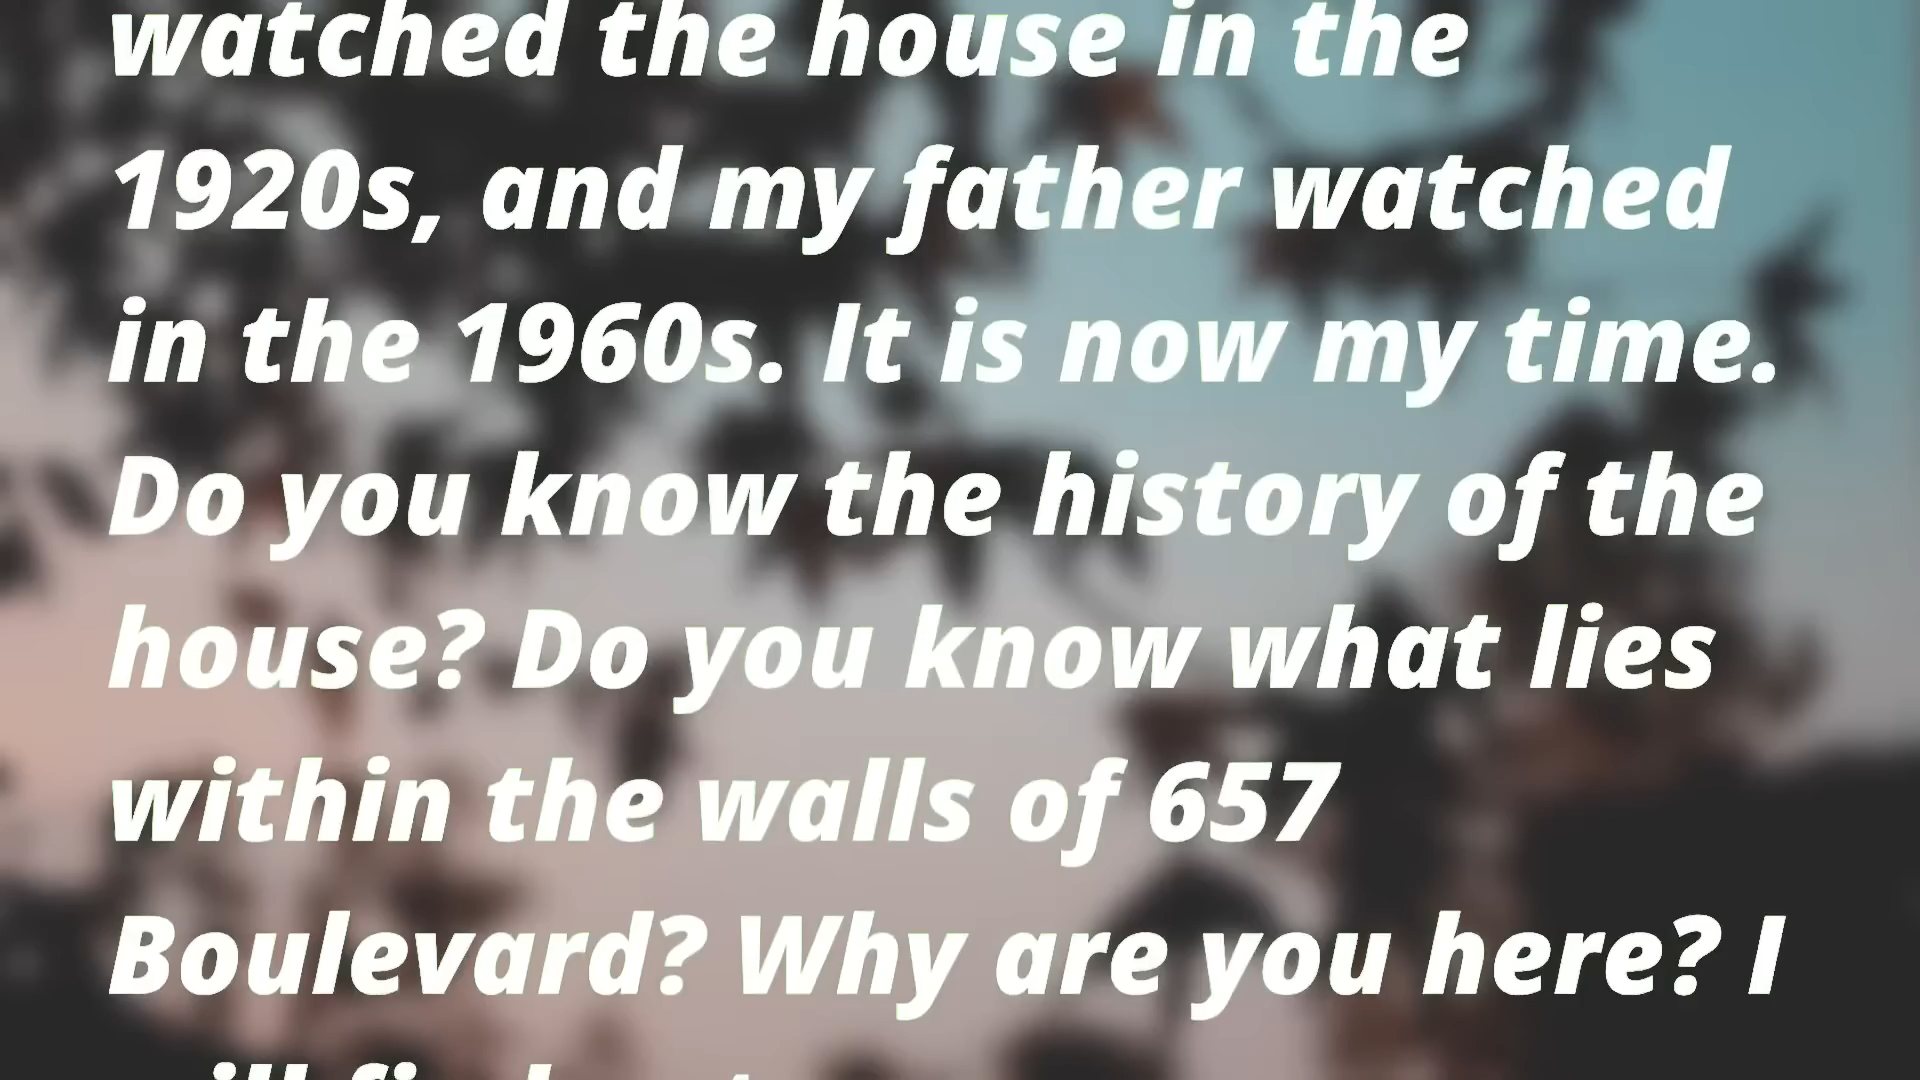 watched the house in the
1920s, and my father watched
in the 1960s. It is now my time.
Do you know the history of the
house? Do you know what lies
within the walls of 657
Boulevard? Why are you here? I